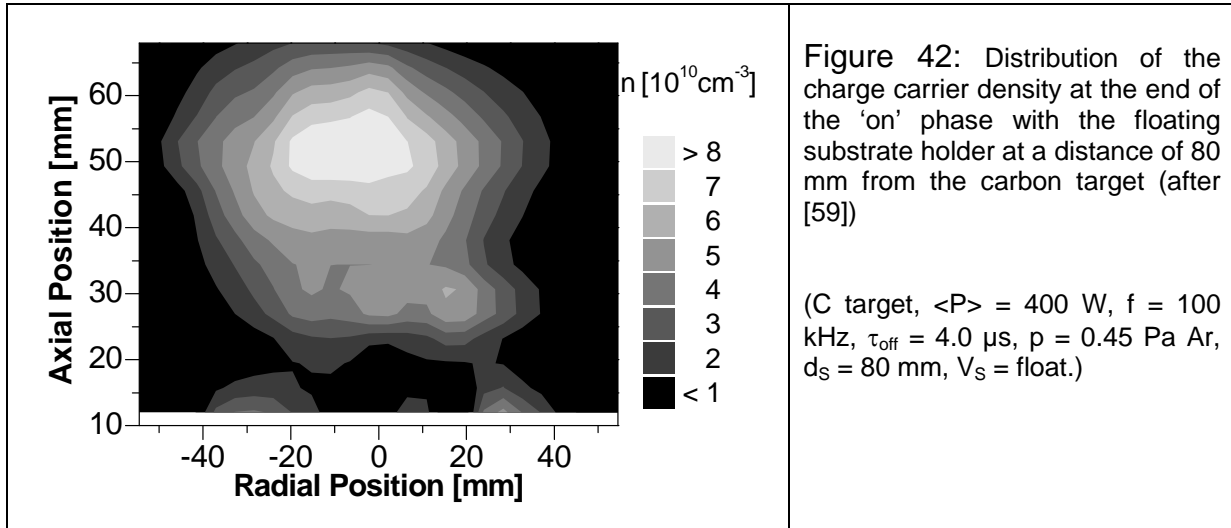 60
50
40
30
20
10
Axial Position [mm]
-40 -20 0 20 40
Radial Position [mm]
n [10¹⁰cm⁻³]
> 8
7
6
5
4
3
2
< 1
Figure 42: Distribution of the
charge carrier density at the end of
the ‘on’ phase with the floating
substrate holder at a distance of 80
mm from the carbon target (after
[59])
(C target, <P> = 400 W, f = 100
kHz, τoff = 4.0 µs, p = 0.45 Pa Ar,
dS = 80 mm, VS = float.)